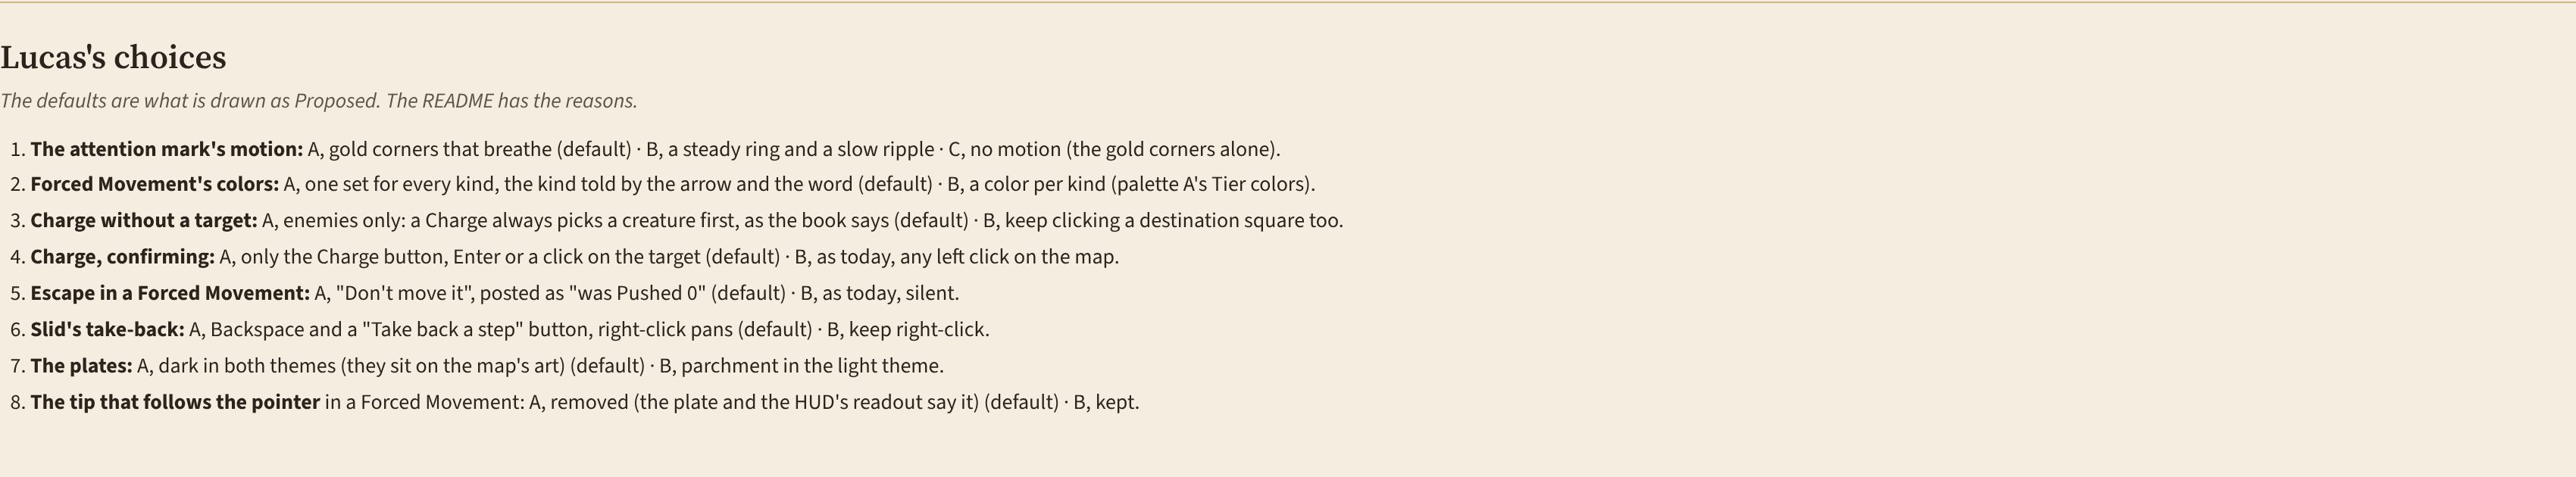 Lucas's choices
The defaults are what is drawn as Proposed. The README has the reasons.
1. The attention mark's motion: A, gold corners that breathe (default) · B, a steady ring and a slow ripple · C, no motion (the gold corners alone).
2. Forced Movement's colors: A, one set for every kind, the kind told by the arrow and the word (default) · B, a color per kind (palette A's Tier colors).
3. Charge without a target: A, enemies only: a Charge always picks a creature first, as the book says (default) · B, keep clicking a destination square too.
4. Charge, confirming: A, only the Charge button, Enter or a click on the target (default) · B, as today, any left click on the map.
5. Escape in a Forced Movement: A, "Don't move it", posted as "was Pushed 0" (default) · B, as today, silent.
6. Slid's take-back: A, Backspace and a "Take back a step" button, right-click pans (default) · B, keep right-click.
7. The plates: A, dark in both themes (they sit on the map's art) (default) · B, parchment in the light theme.
8. The tip that follows the pointer in a Forced Movement: A, removed (the plate and the HUD's readout say it) (default) · B, kept.